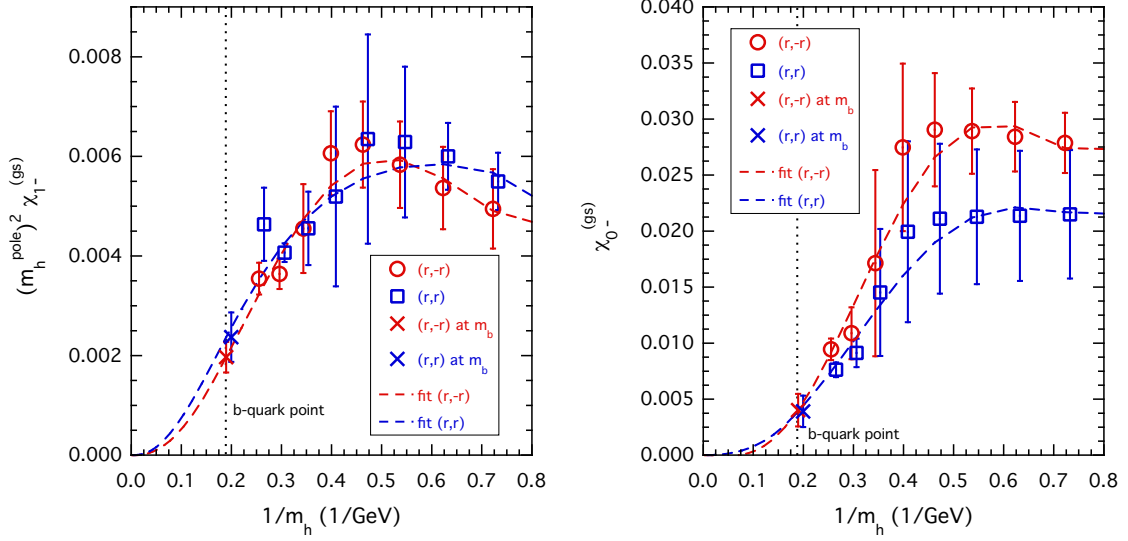 0.008
0.006
0.004
0.002
0.000
(m_h^pole)^2 χ_1-^(gs)
0.0 0.1 0.2 0.3 0.4 0.5 0.6 0.7 0.8
1/m_h (1/GeV)
(r,-r)
(r,r)
(r,-r) at m_b
(r,r) at m_b
fit (r,-r)
fit (r,r)
b-quark point
0.040
0.035
0.030
0.025
0.020
0.015
0.010
0.005
0.000
χ_0-^(gs)
0.0 0.1 0.2 0.3 0.4 0.5 0.6 0.7 0.8
1/m_h (1/GeV)
(r,-r)
(r,r)
(r,-r) at m_b
(r,r) at m_b
fit (r,-r)
fit (r,r)
b-quark point